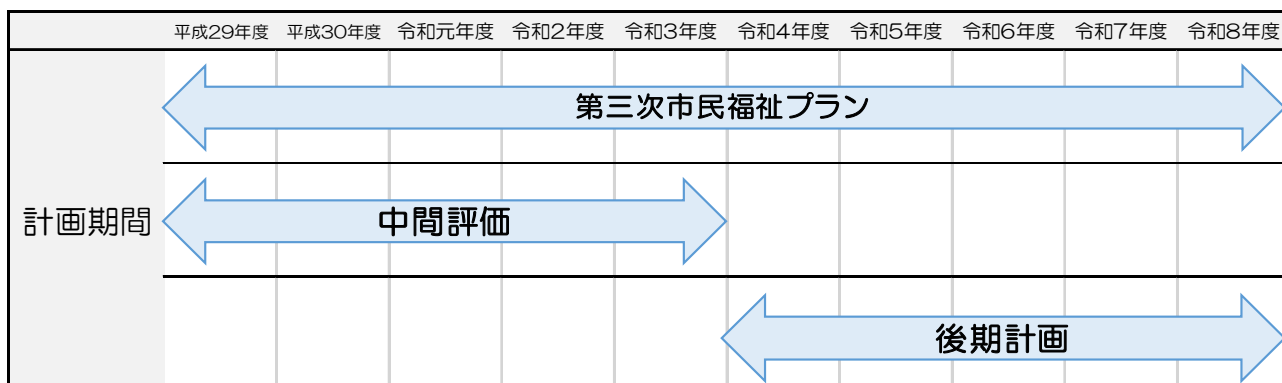 平成29年度 平成30年度 令和元年度 令和2年度 令和3年度 令和4年度 令和5年度 令和6年度 令和7年度 令和8年度
第三次市民福祉プラン
計画期間
中間評価
後期計画